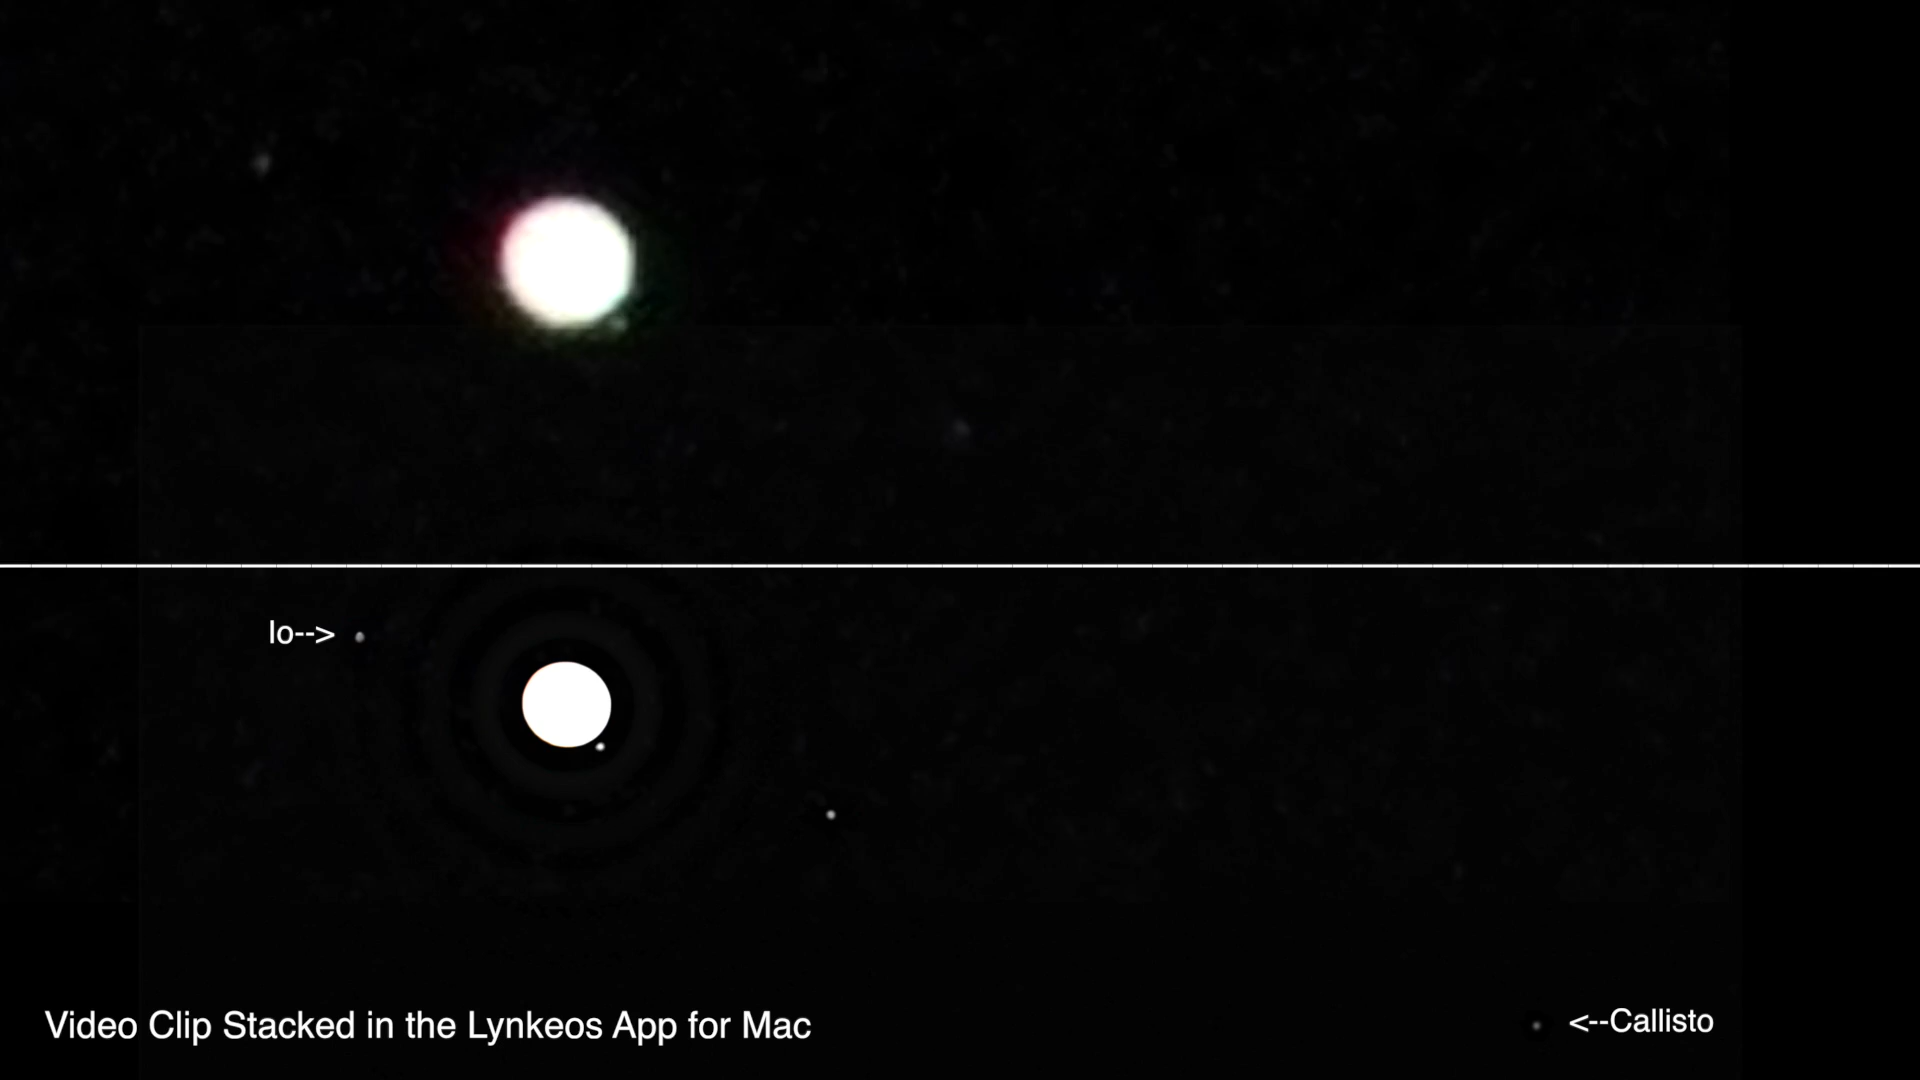 Io-->
<--Callisto
Video Clip Stacked in the Lynkeos App for Mac